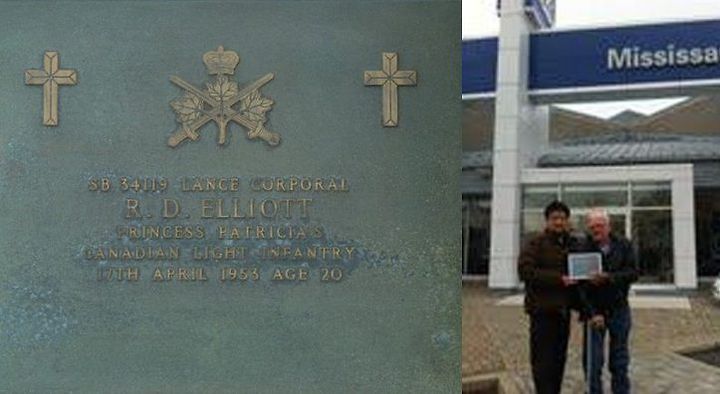 SB 34119 LANCE CORPORAL
R. D. ELLIOTT
PRINCESS PATRICIA'S
CANADIAN LIGHT INFANTRY
17TH APRIL 1953 AGE 20
Mississa